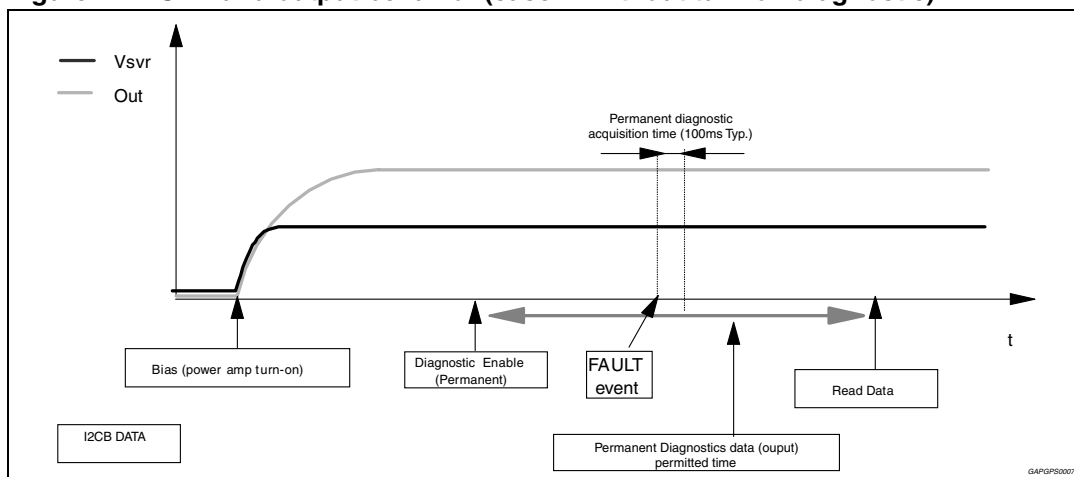 Vsvr
Out
Permanent diagnostic
acquisition time (100ms Typ.)
t
Bias (power amp turn-on)
Diagnostic Enable
(Permanent)
FAULT
event
Read Data
I2CB DATA
Permanent Diagnostics data (ouput)
permitted time
GAPGPS0007